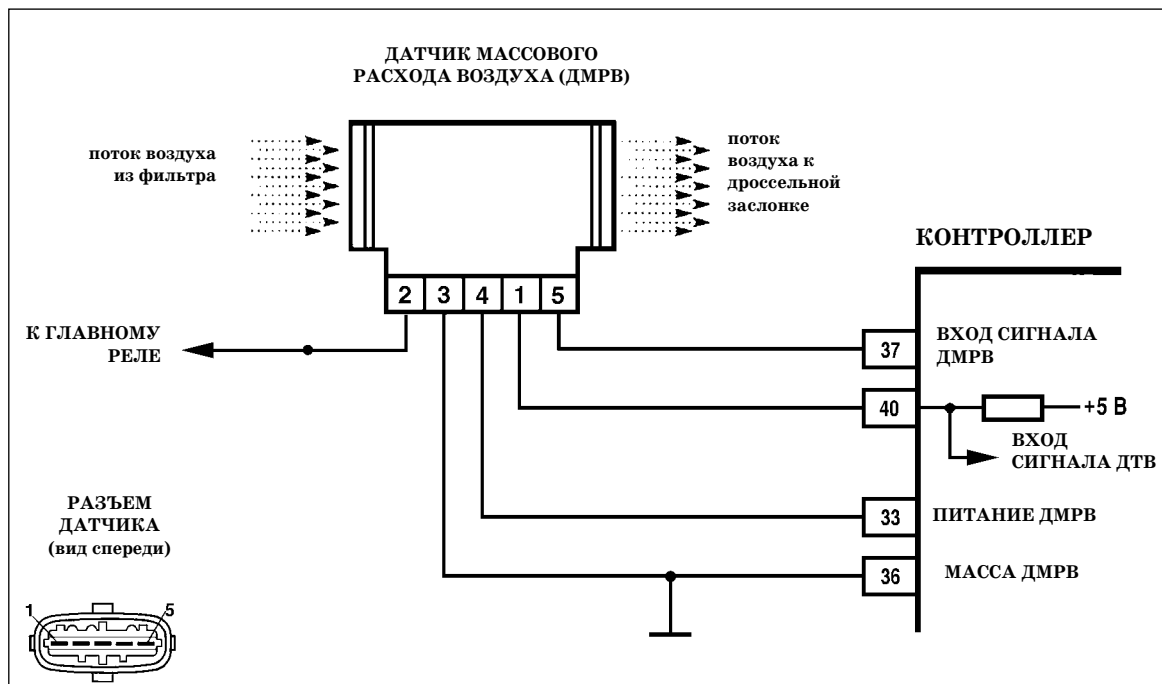 ДАТЧИК МАССОВОГО
РАСХОДА ВОЗДУХА (ДМРВ)
поток воздуха
из фильтра
поток
воздуха к
дроссельной
заслонке
КОНТРОЛЛЕР
2 3 4 1 5
К ГЛАВНОМУ
РЕЛЕ
37
ВХОД СИГНАЛА
ДМРВ
40
+5 В
ВХОД
СИГНАЛА ДТВ
33
ПИТАНИЕ ДМРВ
36
МАССА ДМРВ
РАЗЪЕМ
ДАТЧИКА
(вид спереди)
1 5